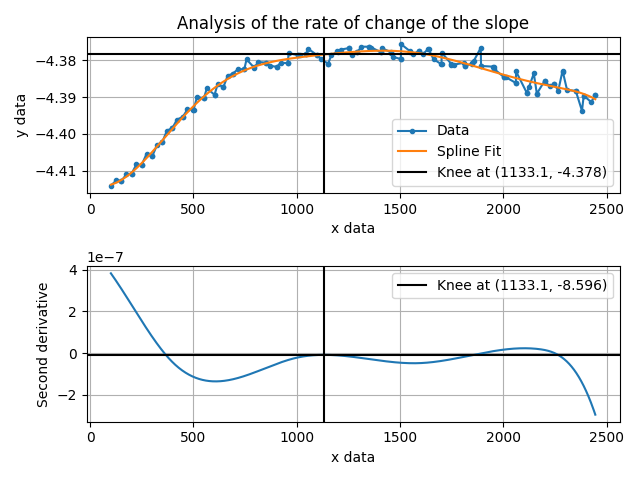 Analysis of the rate of change of the slope
−4.38
−4.39
−4.40
−4.41
y data
Data
Spline Fit
Knee at (1133.1, -4.378)
0 500 1000 1500 2000 2500
x data
1e−7
4
2
0
−2
Second derivative
Knee at (1133.1, -8.596)
0 500 1000 1500 2000 2500
x data